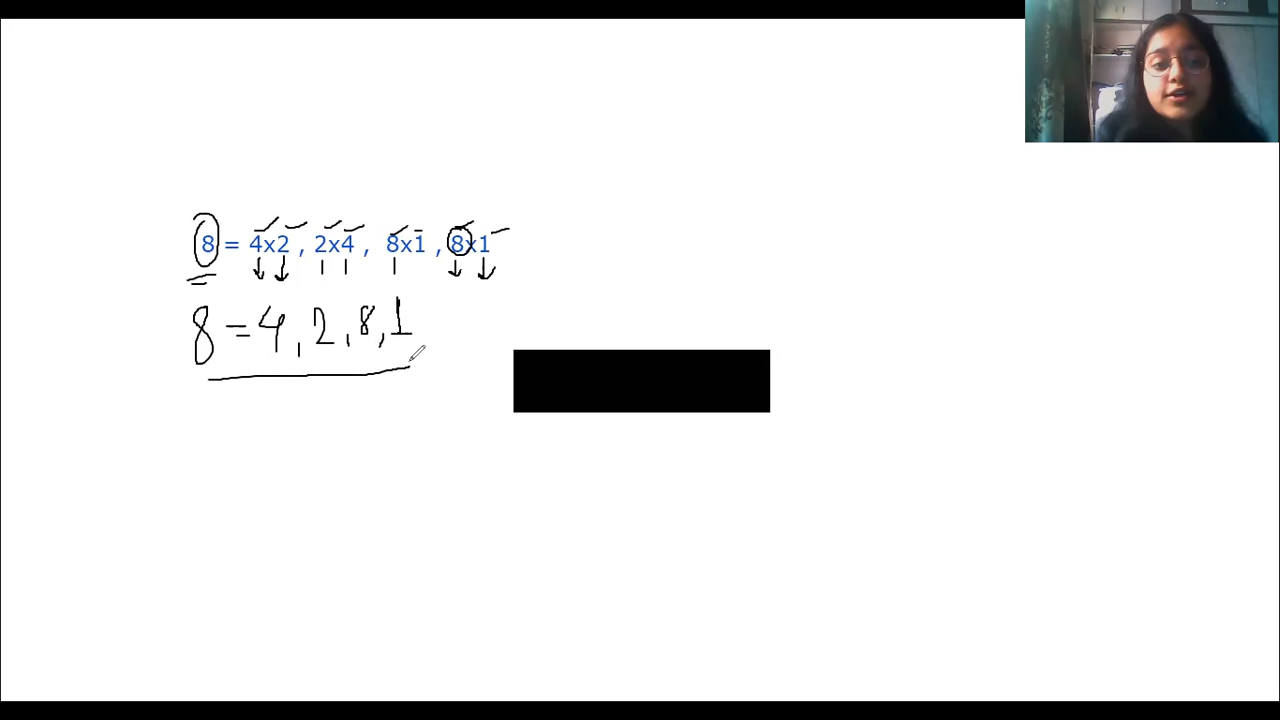 8 = 4x2 , 2x4 , 8x1 , 8x1
8 = 4 , 2 , 8 , 1